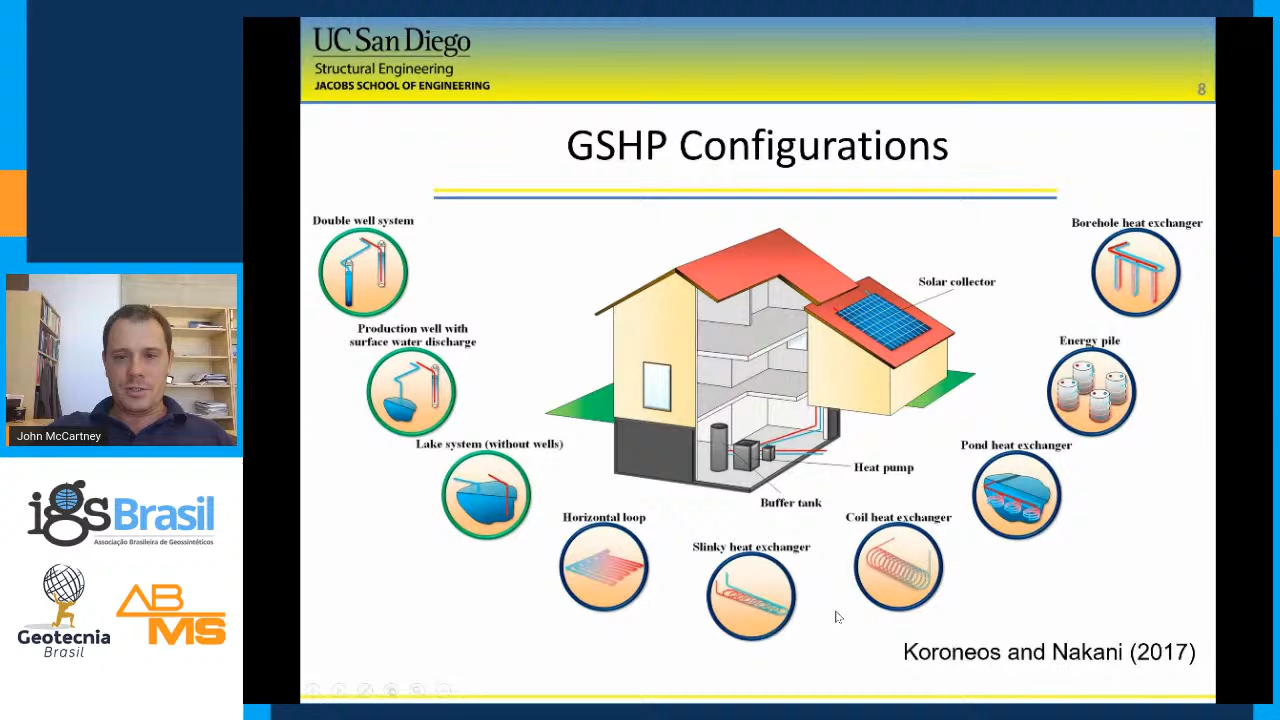 UC San Diego
Structural Engineering
JACOBS SCHOOL OF ENGINEERING
8
GSHP Configurations
Double well system
Production well with
surface water discharge
Lake system (without wells)
Horizontal loop
Slinky heat exchanger
Coil heat exchanger
Pond heat exchanger
Energy pile
Borehole heat exchanger
Solar collector
Heat pump
Buffer tank
Koroneos and Nakani (2017)
John McCartney
igsBrasil
Associação Brasileira de Geossintéticos
Geotecnia
Brasil
ABMS